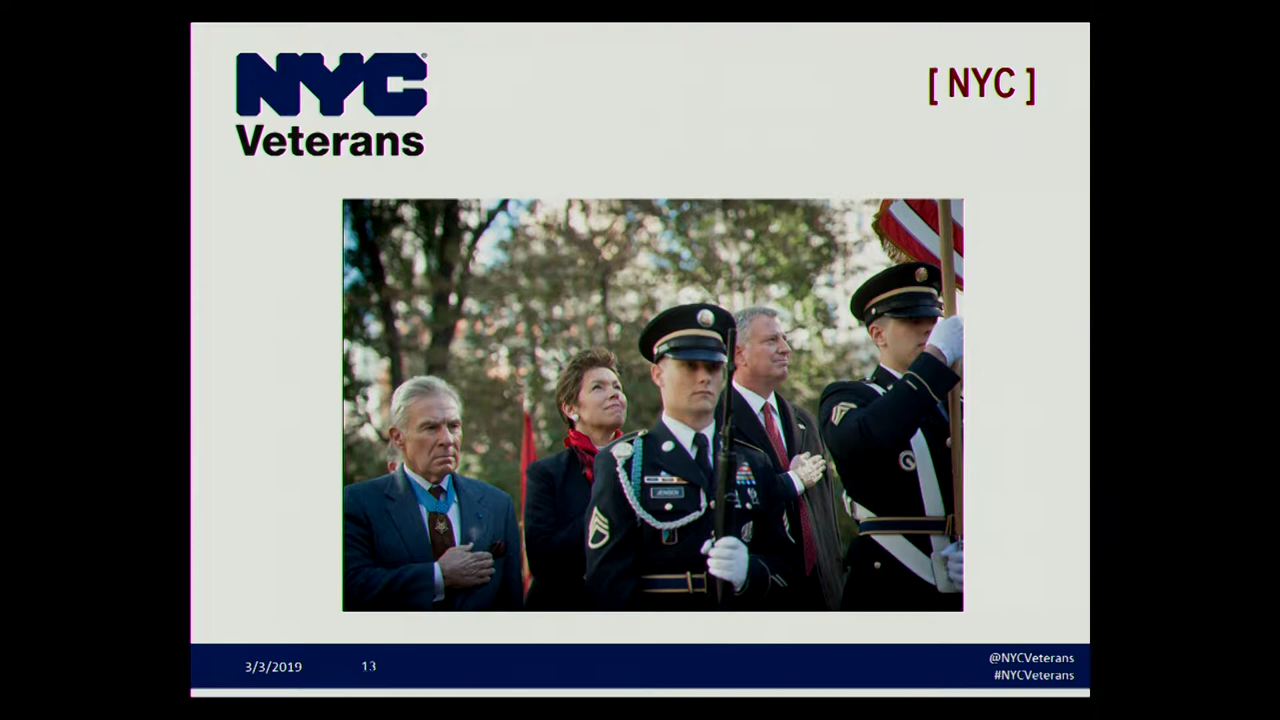 NYC
Veterans
[ NYC ]
JENSEN
3/3/2019
13
@NYCVeterans
#NYCVeterans